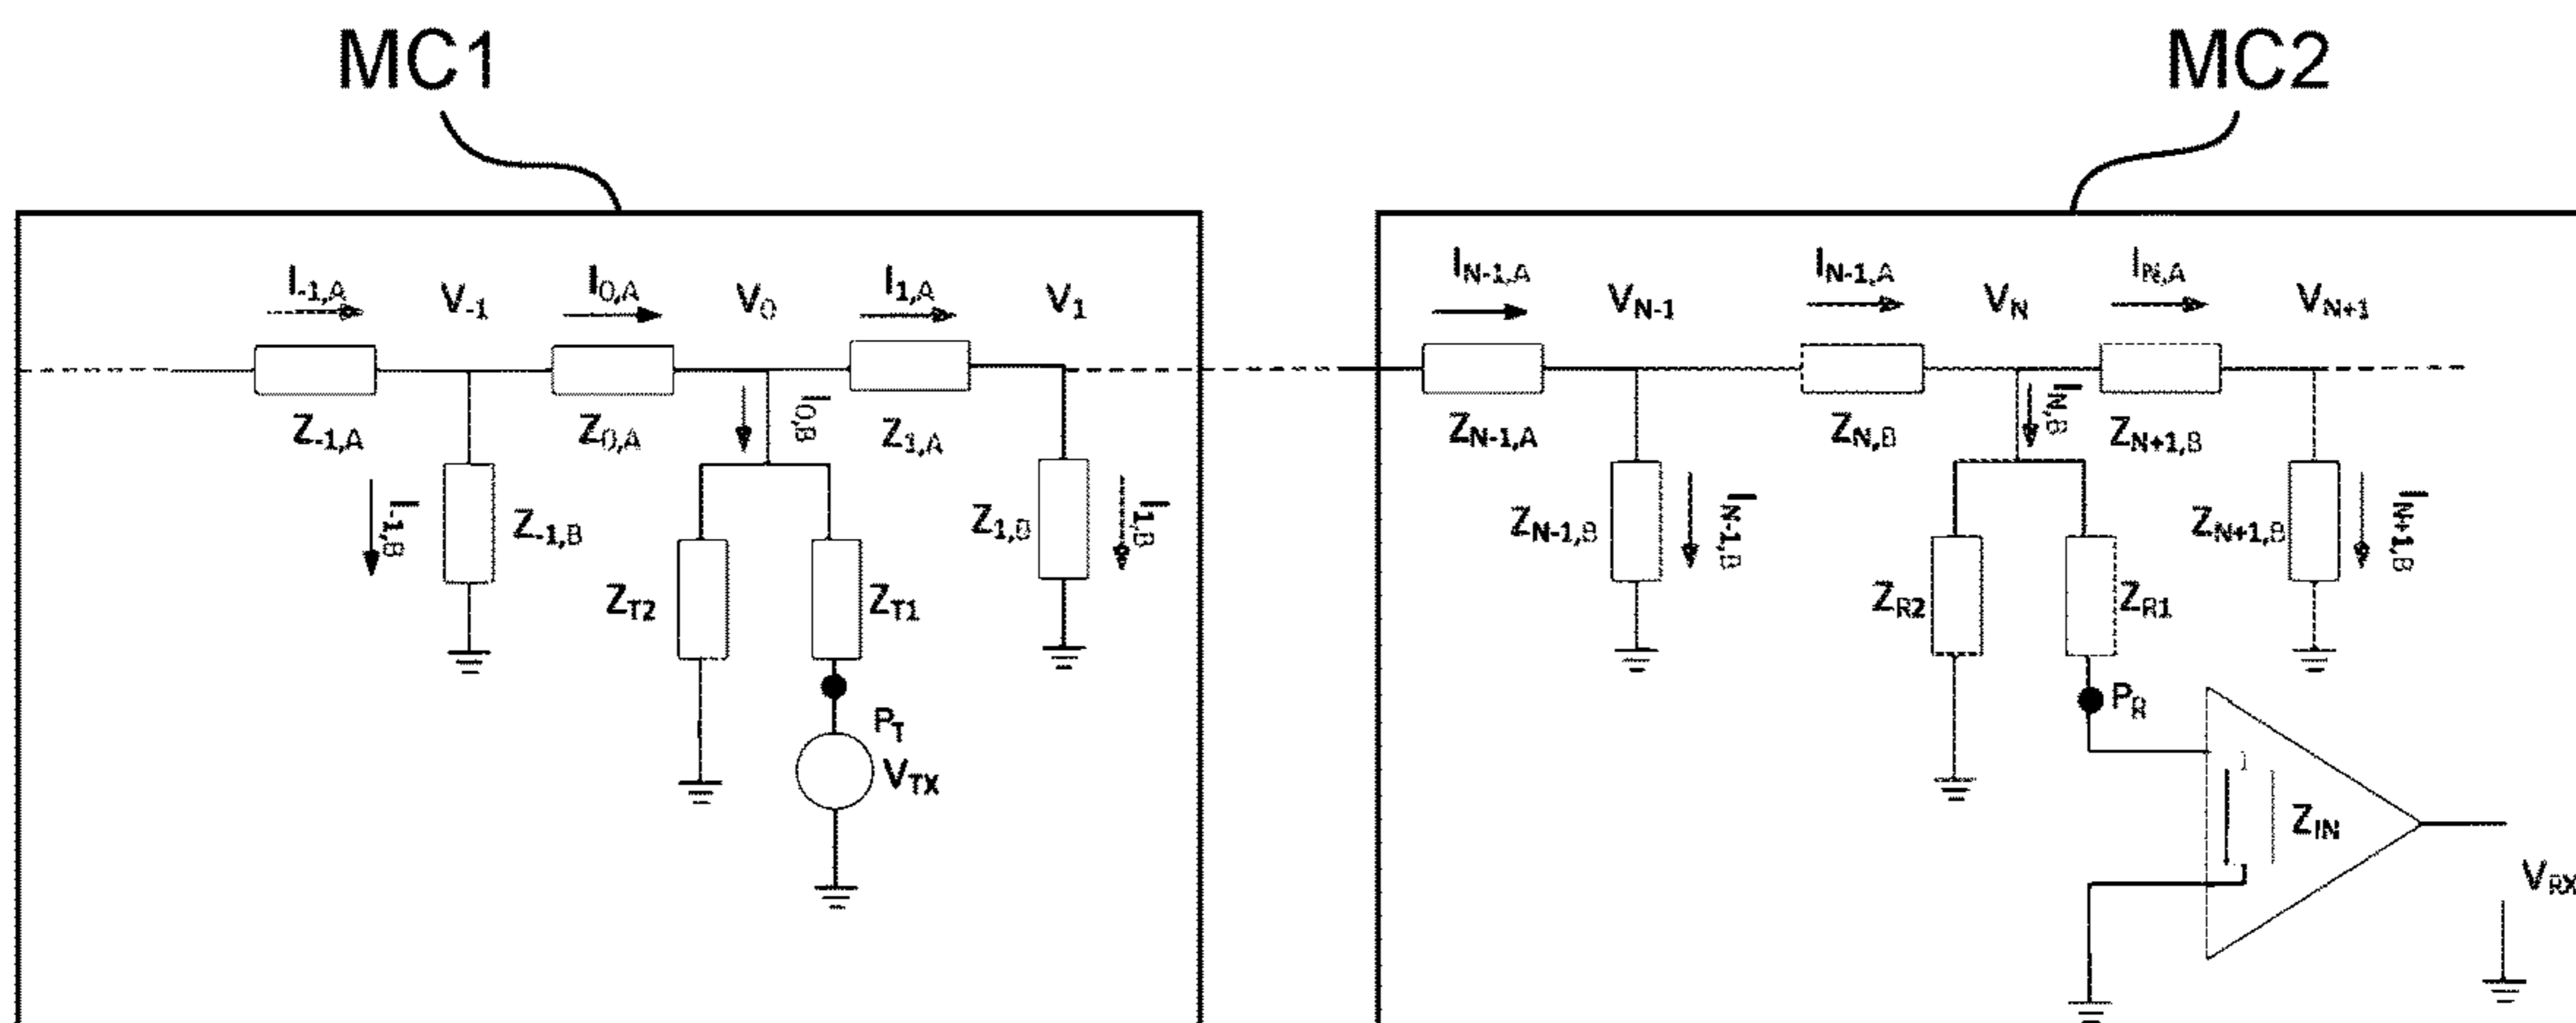 MC1
MC2
I-1,A
V-1
I0,A
V0
I1,A
V1
IN-1,A
VN-1
IN-1,A
VN
IN,A
VN+1
Z-1,A
Z0,A
I0,B
Z1,A
ZN-1,A
ZN,B
IN,B
ZN+1,B
I-1,B
Z-1,B
Z1,B
I1,B
ZN-1,B
IN-1,B
ZN+1,B
IN+1,B
ZT2
ZT1
ZR2
ZR1
PT
VTX
PR
ZIN
VRX